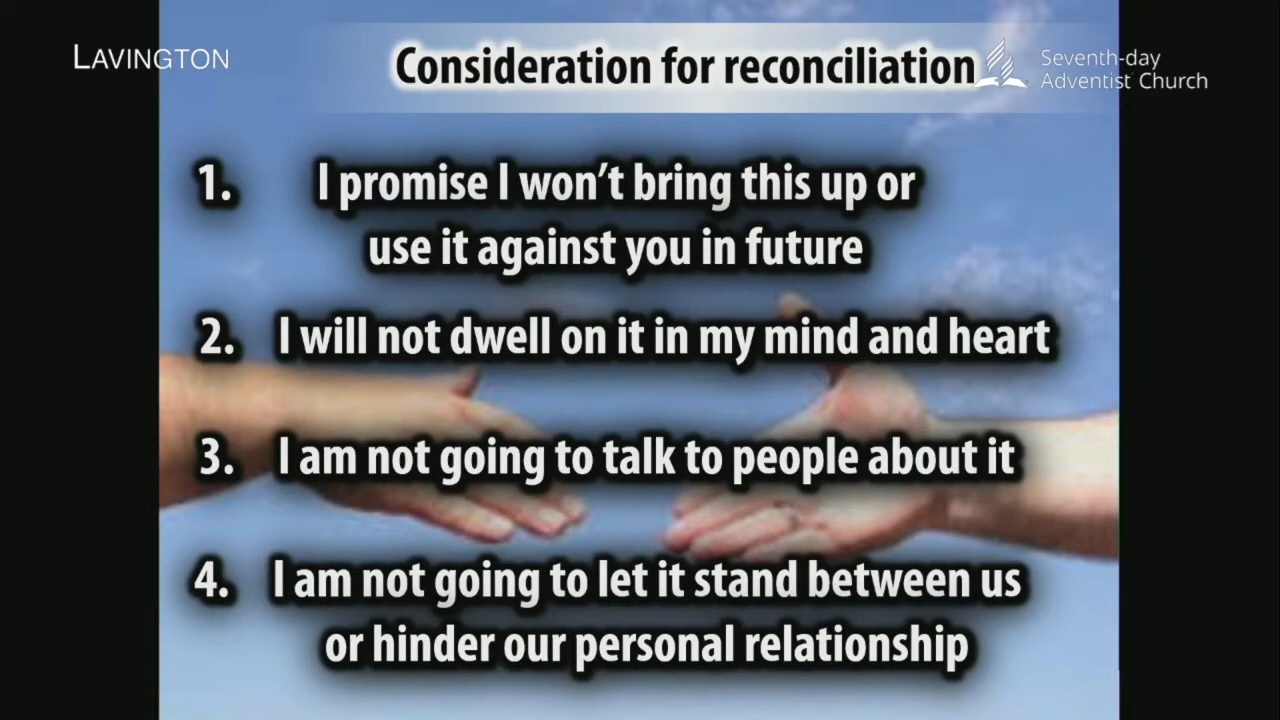 LAVINGTON
Consideration for reconciliation
Seventh-day
Adventist Church
1. I promise I won’t bring this up or
use it against you in future
2. I will not dwell on it in my mind and heart
3. I am not going to talk to people about it
4. I am not going to let it stand between us
or hinder our personal relationship